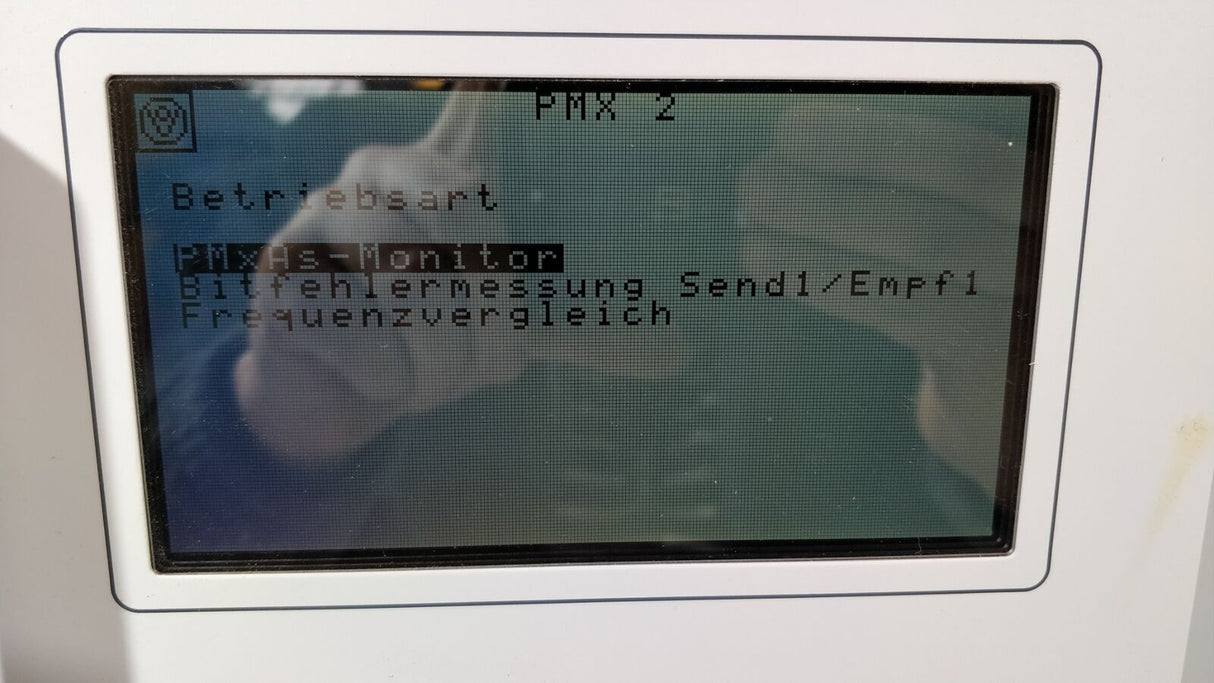 PMX 2
Betriebsart
PMxAs-Monitor
Bitfehlermessung Send1/Empf1
Frequenzvergleich